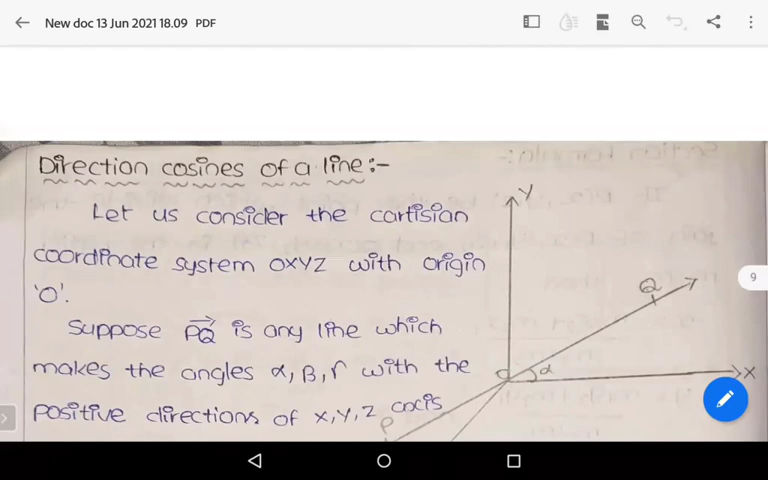 New doc 13 Jun 2021 18.09 PDF
Direction cosines of a line:-
Let us consider the cartisian
coordinate system OXYZ with origin
'O'.
Suppose PQ is any line which
makes the angles α, β, r with the
positive directions of x, y, z axis
Y
Q
O
α
X
P
9